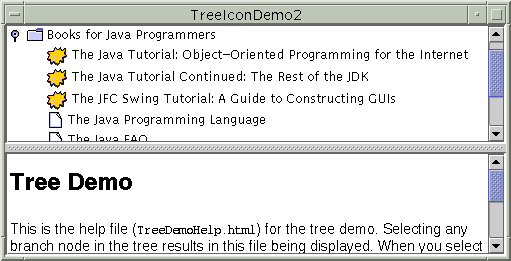 TreeIconDemo2
Books for Java Programmers
The Java Tutorial: Object-Oriented Programming for the Internet
The Java Tutorial Continued: The Rest of the JDK
The JFC Swing Tutorial: A Guide to Constructing GUIs
The Java Programming Language
The Java FAQ
Tree Demo
This is the help file (TreeDemoHelp.html) for the tree demo. Selecting any
branch node in the tree results in this file being displayed. When you select